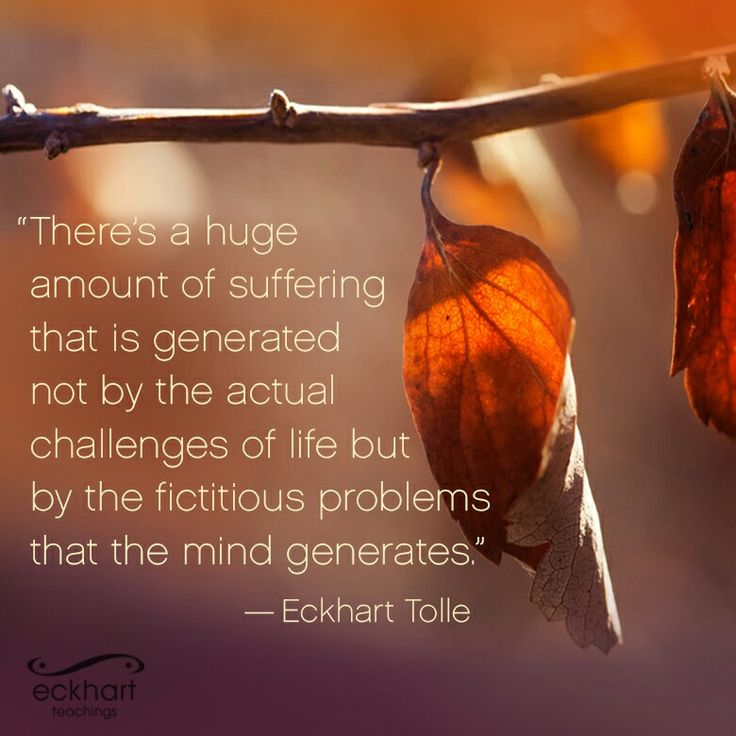 “There’s a huge
amount of suffering
that is generated
not by the actual
challenges of life but
by the fictitious problems
that the mind generates.”
— Eckhart Tolle
eckhart
teachings